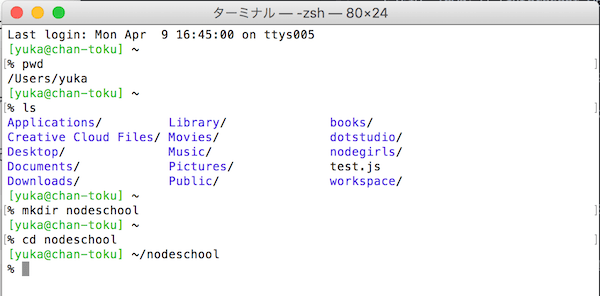 ターミナル — -zsh — 80×24
Last login: Mon Apr  9 16:45:00 on ttys005
[yuka@chan-toku] ~
[% pwd ]
/Users/yuka
[yuka@chan-toku] ~
[% ls ]
Applications/ Library/ books/
Creative Cloud Files/ Movies/ dotstudio/
Desktop/ Music/ nodegirls/
Documents/ Pictures/ test.js
Downloads/ Public/ workspace/
[yuka@chan-toku] ~
[% mkdir nodeschool ]
[yuka@chan-toku] ~
[% cd nodeschool ]
[yuka@chan-toku] ~/nodeschool
%